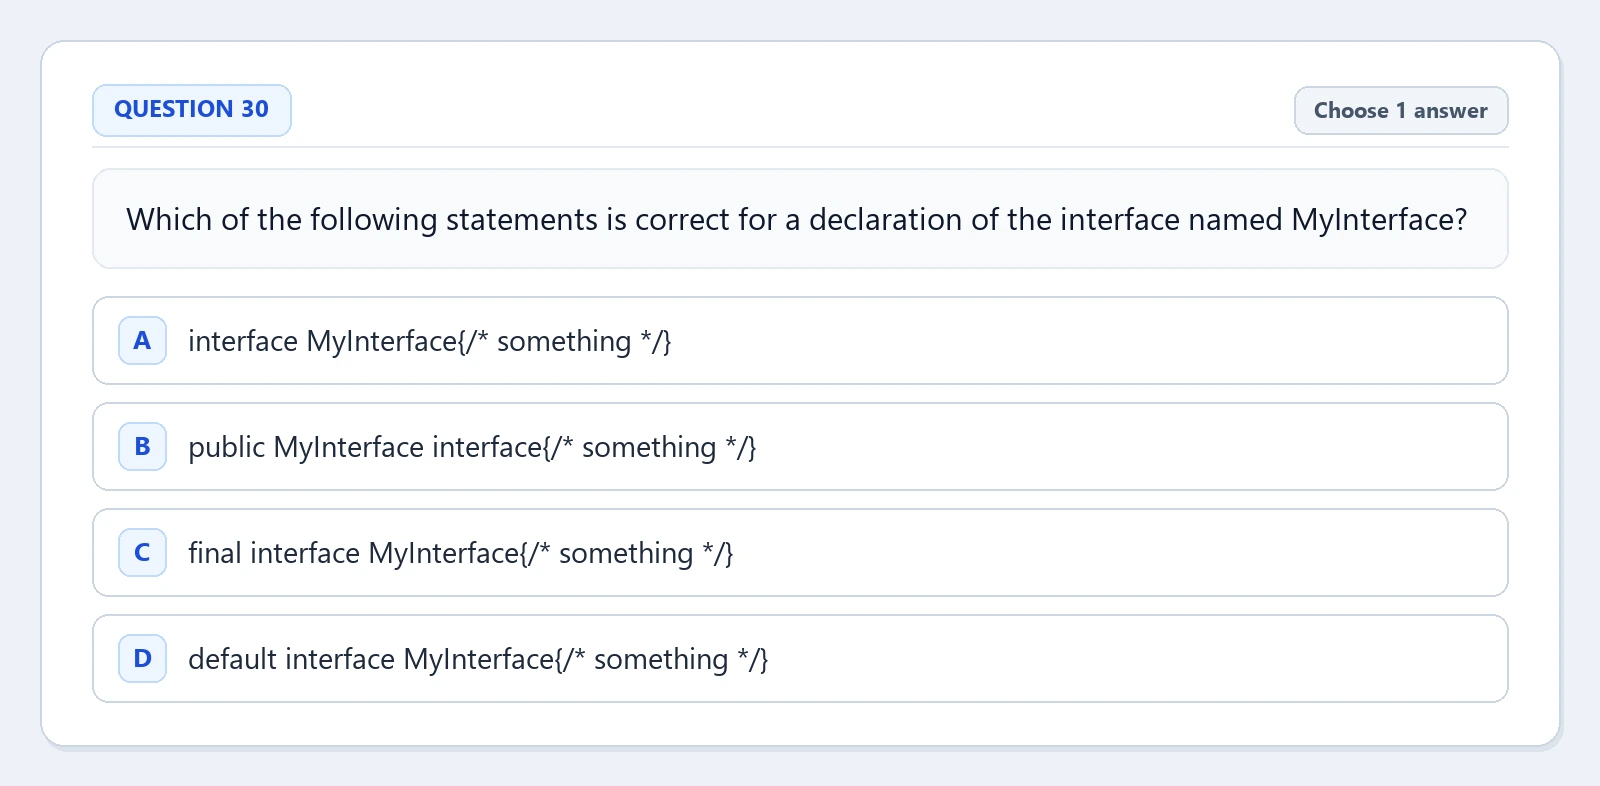 QUESTION 30
Choose 1 answer
Which of the following statements is correct for a declaration of the interface named MyInterface?
A
interface MyInterface{/* something */}
B
public MyInterface interface{/* something */}
C
final interface MyInterface{/* something */}
D
default interface MyInterface{/* something */}